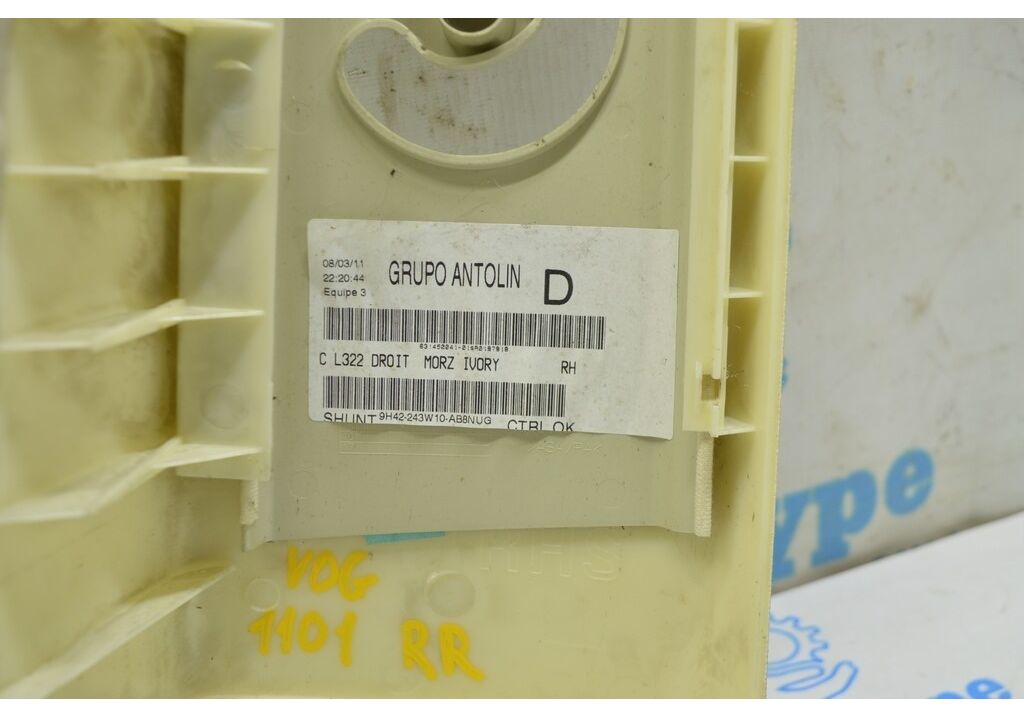 08/03/11
22:20:44
Equipe 3
GRUPO ANTOLIN
D
C L322 DROIT MORZ IVORY RH
9H42-243W10-AB8NUG
SHUNT CTRL OK
RHS
VOG
1101 RR